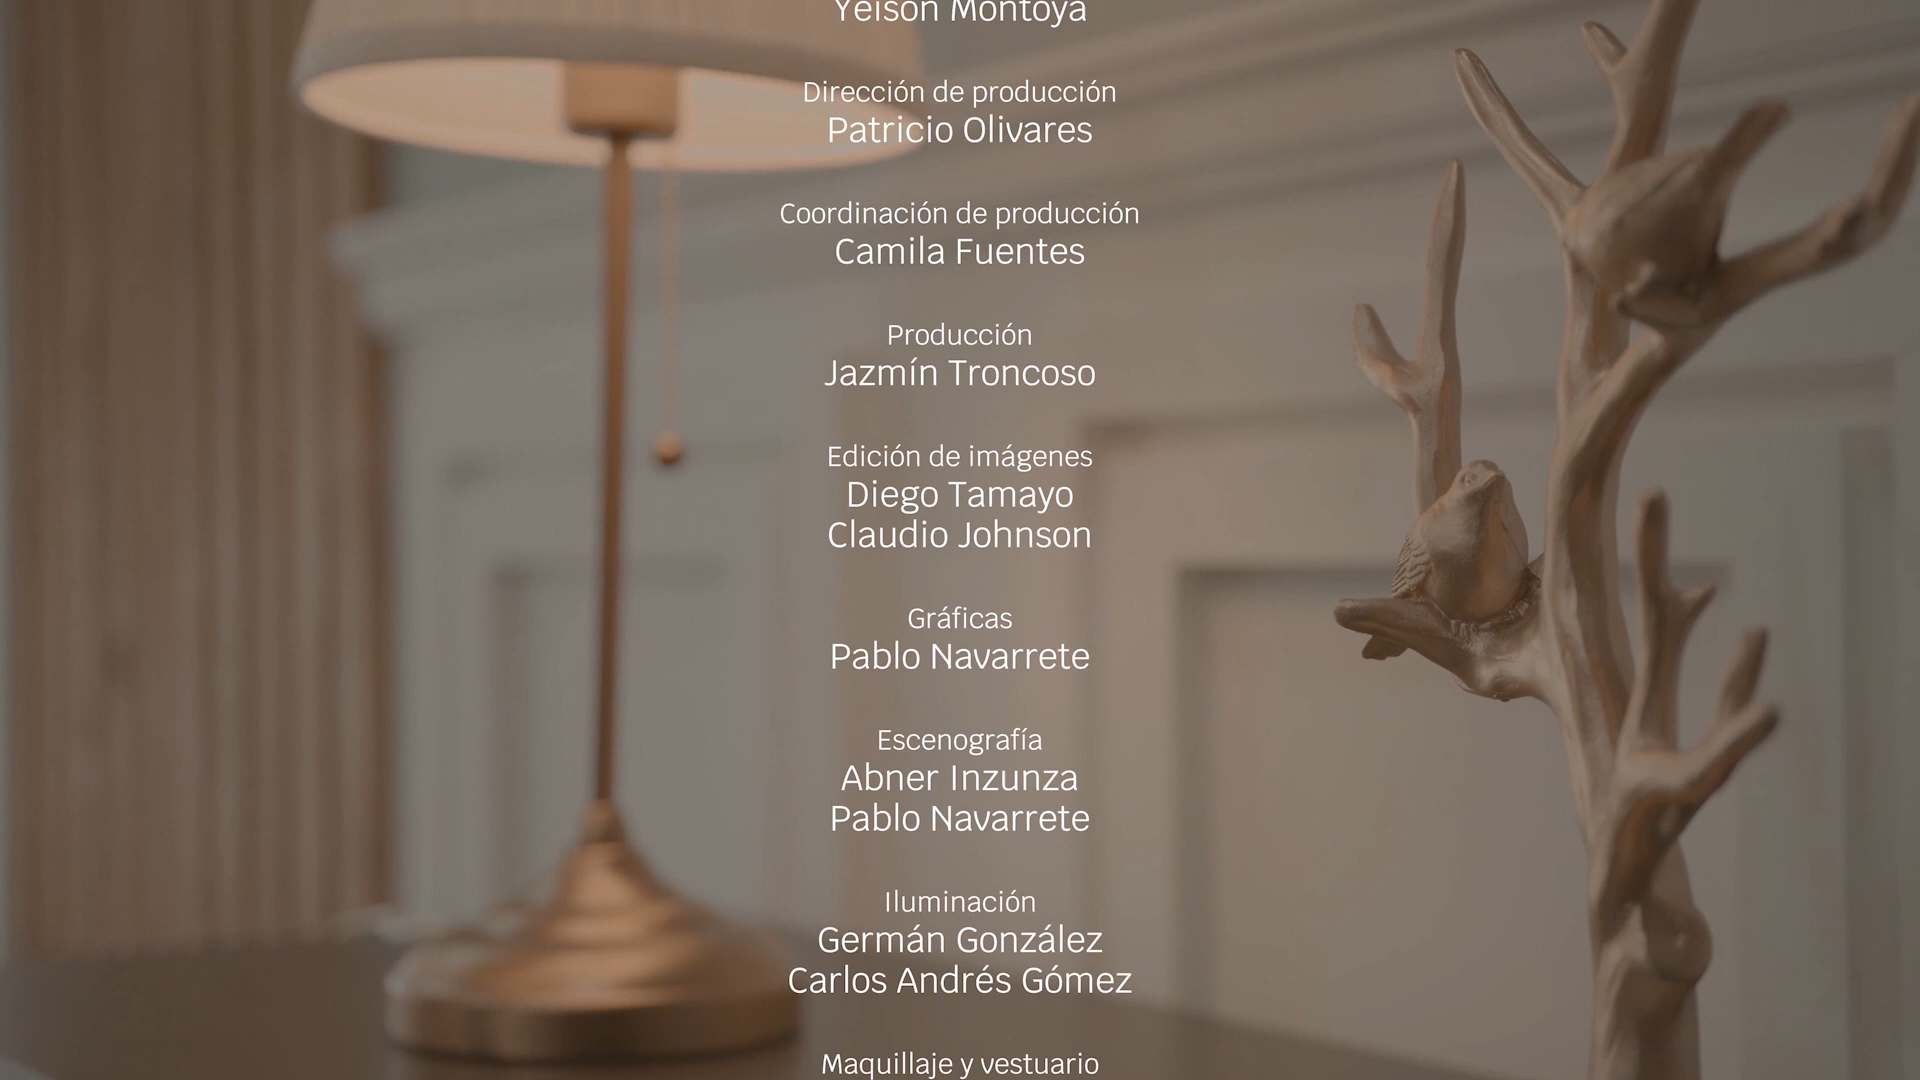 Yeison Montoya
Dirección de producción
Patricio Olivares
Coordinación de producción
Camila Fuentes
Producción
Jazmín Troncoso
Edición de imágenes
Diego Tamayo
Claudio Johnson
Gráficas
Pablo Navarrete
Escenografía
Abner Inzunza
Pablo Navarrete
Iluminación
Germán González
Carlos Andrés Gómez
Maquillaje y vestuario